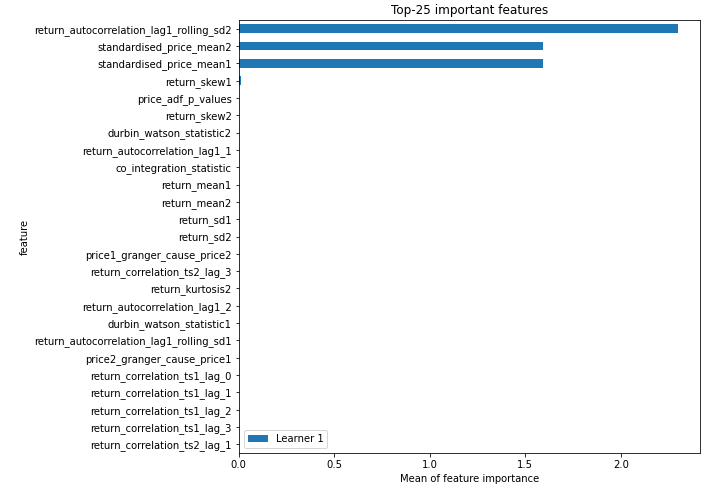 Top-25 important features
return_autocorrelation_lag1_rolling_sd2
standardised_price_mean2
standardised_price_mean1
return_skew1
price_adf_p_values
return_skew2
durbin_watson_statistic2
return_autocorrelation_lag1_1
co_integration_statistic
return_mean1
return_mean2
return_sd1
return_sd2
price1_granger_cause_price2
return_correlation_ts2_lag_3
return_kurtosis2
return_autocorrelation_lag1_2
durbin_watson_statistic1
return_autocorrelation_lag1_rolling_sd1
price2_granger_cause_price1
return_correlation_ts1_lag_0
return_correlation_ts1_lag_1
return_correlation_ts1_lag_2
return_correlation_ts1_lag_3
return_correlation_ts2_lag_1
feature
Learner 1
0.0 0.5 1.0 1.5 2.0
Mean of feature importance